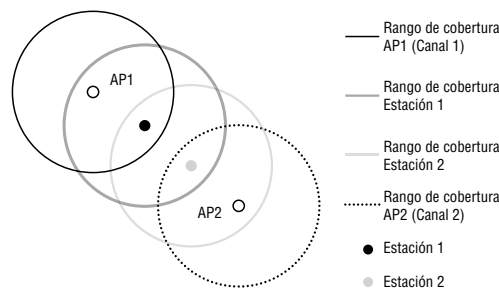 AP1
AP2
Rango de cobertura
AP1 (Canal 1)
Rango de cobertura
Estación 1
Rango de cobertura
Estación 2
Rango de cobertura
AP2 (Canal 2)
Estación 1
Estación 2